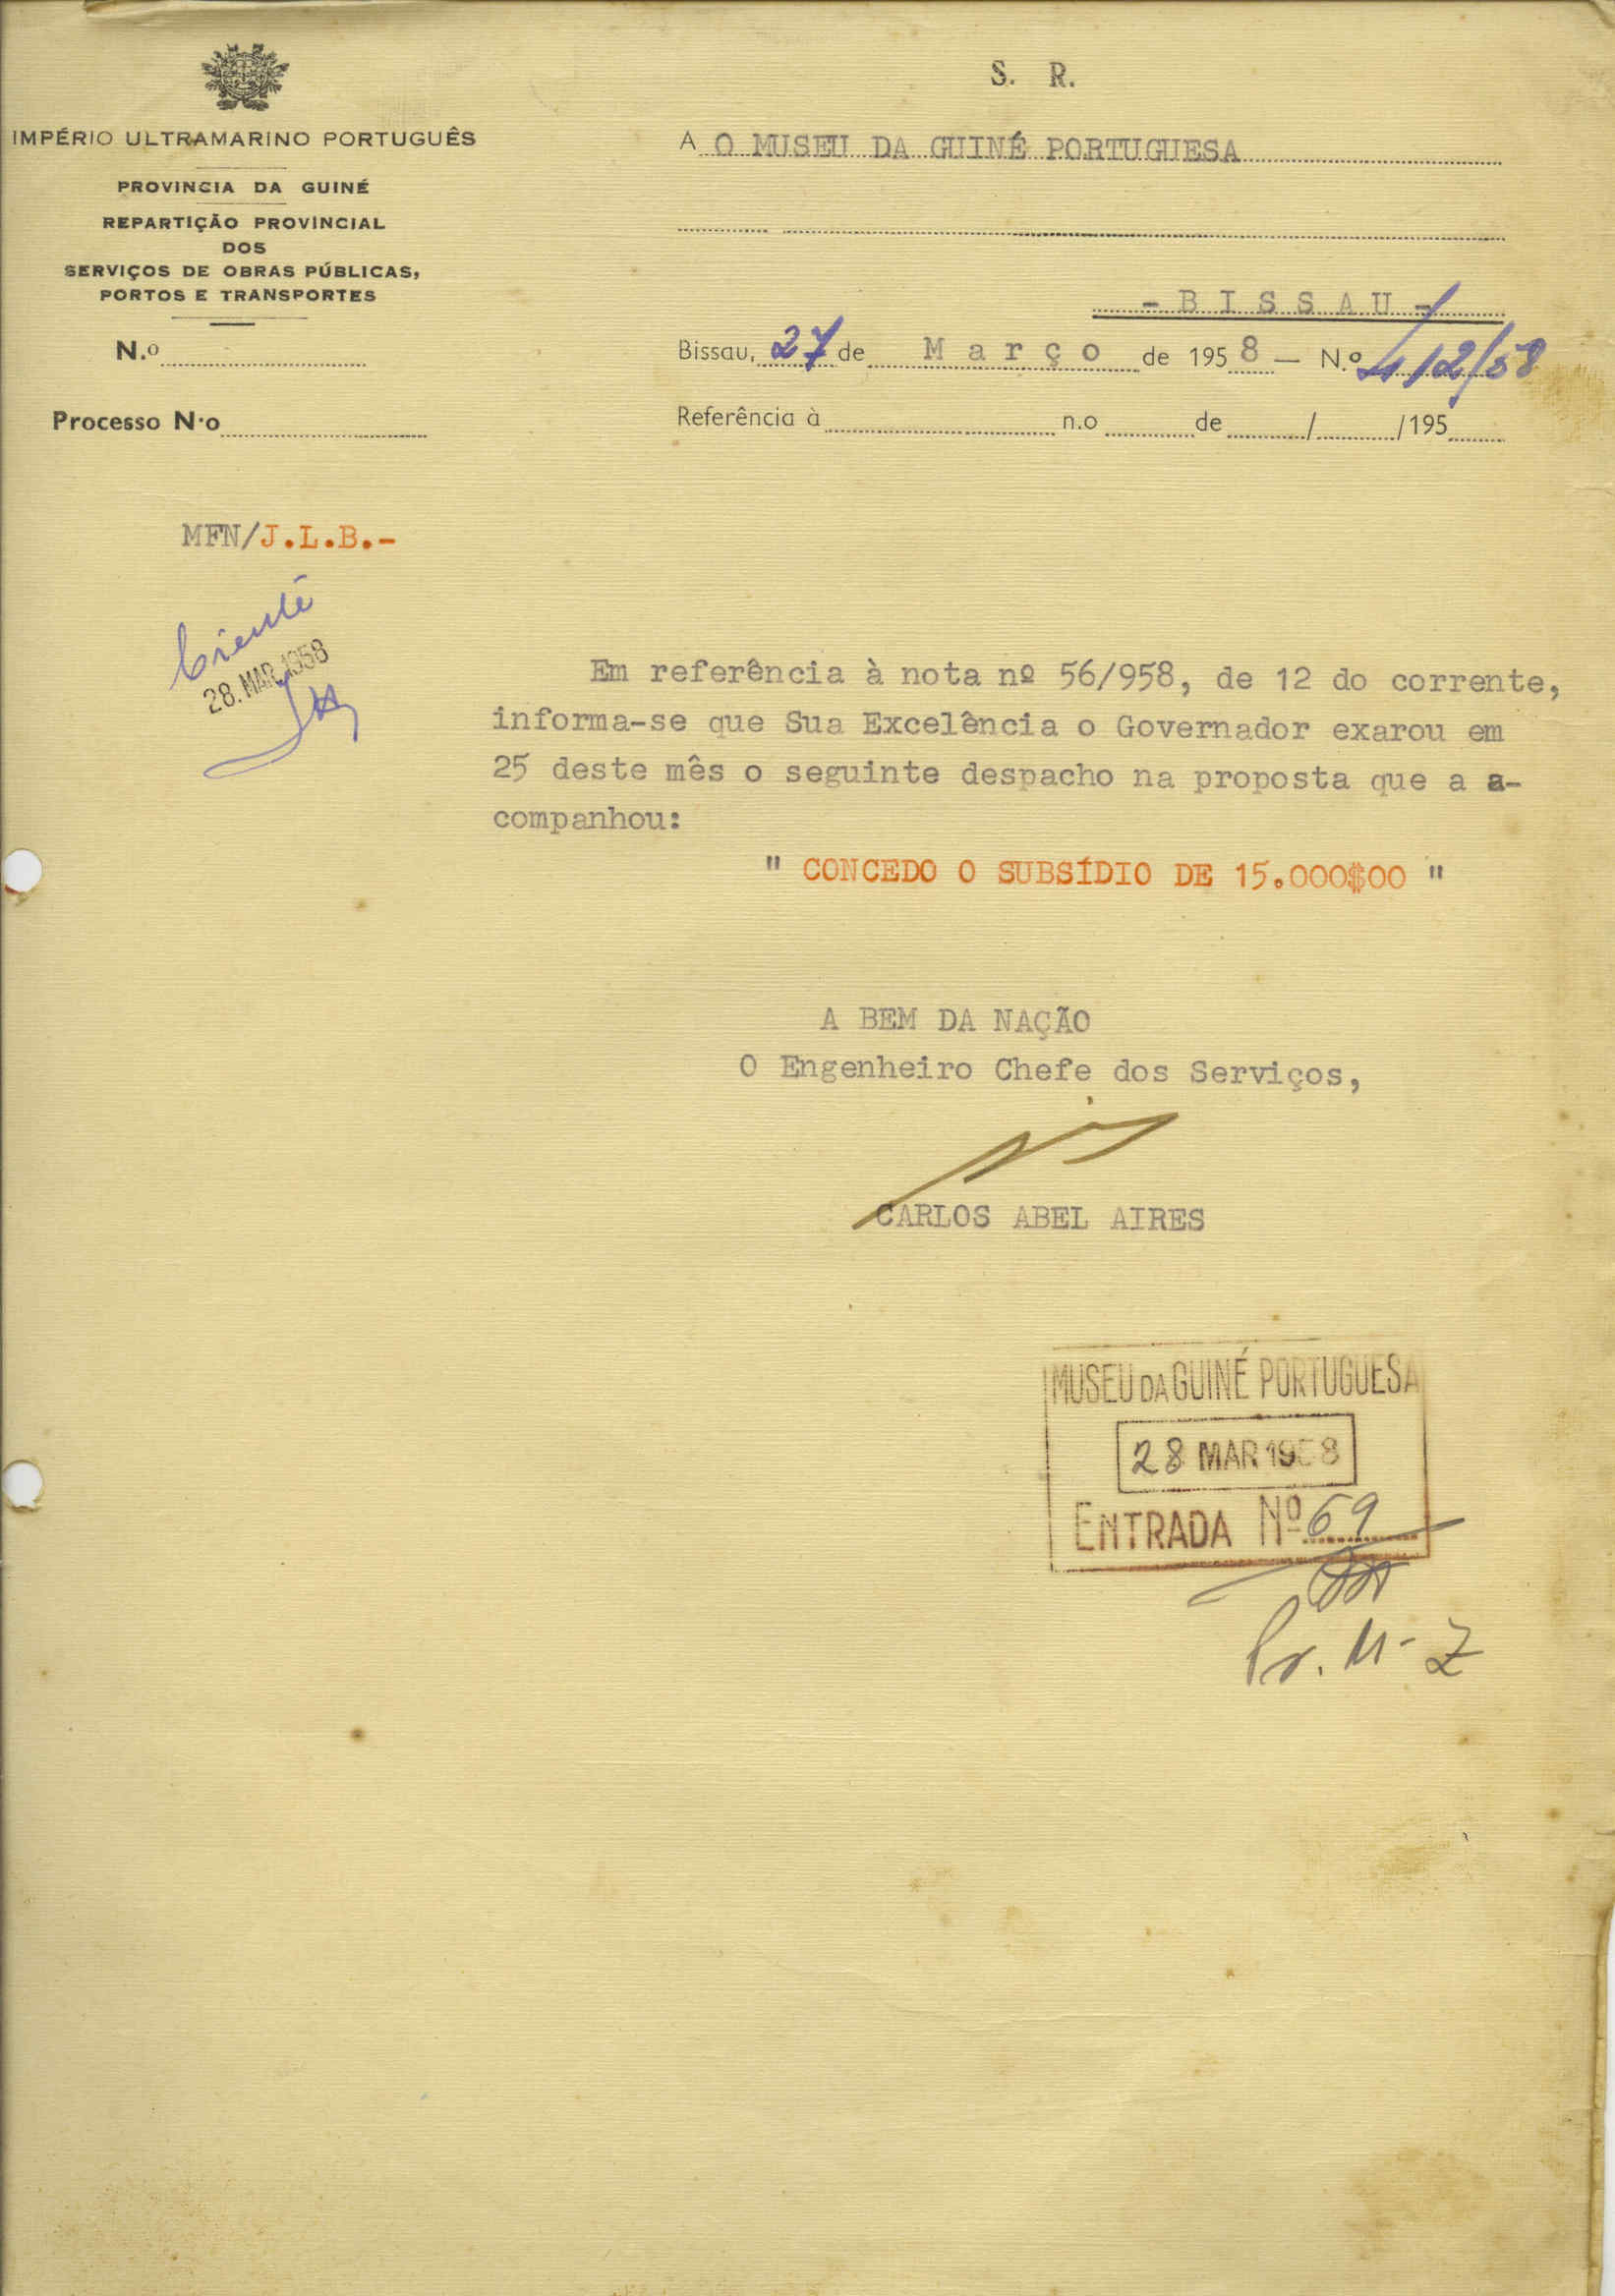 S. R.
IMPÉRIO ULTRAMARINO PORTUGUÊS
PROVINCIA DA GUINÉ
REPARTIÇÃO PROVINCIAL
DOS
SERVIÇOS DE OBRAS PÚBLICAS,
PORTOS E TRANSPORTES
N.º
Processo N.o
A O MUSEU DA GUINÉ PORTUGUESA
- B I S S A U -
Bissau, 27 de Março de 1958 — N.º 412/58
Referência à n.o de / /195
MFN/J.L.B.-
Ciente
28. MAR. 1958
Em referência à nota nº 56/958, de 12 do corrente,
informa-se que Sua Excelência o Governador exarou em
25 deste mês o seguinte despacho na proposta que a a-
companhou:
" CONCEDO O SUBSÍDIO DE 15.000$00 "
A BEM DA NAÇÃO
O Engenheiro Chefe dos Serviços,
CARLOS ABEL AIRES
MUSEU DA GUINÉ PORTUGUESA
28 MAR 1958
ENTRADA Nº 69